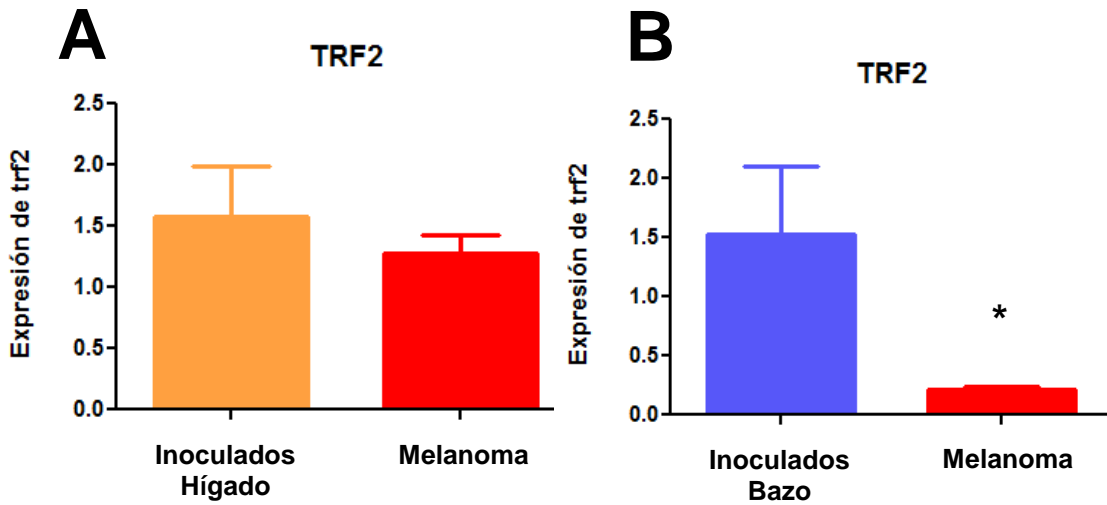 A
TRF2
Expresión de trf2
2.5
2.0
1.5
1.0
0.5
0.0
Inoculados
Hígado
Melanoma
B
TRF2
Expresión de trf2
2.5
2.0
1.5
1.0
0.5
0.0
*
Inoculados
Bazo
Melanoma